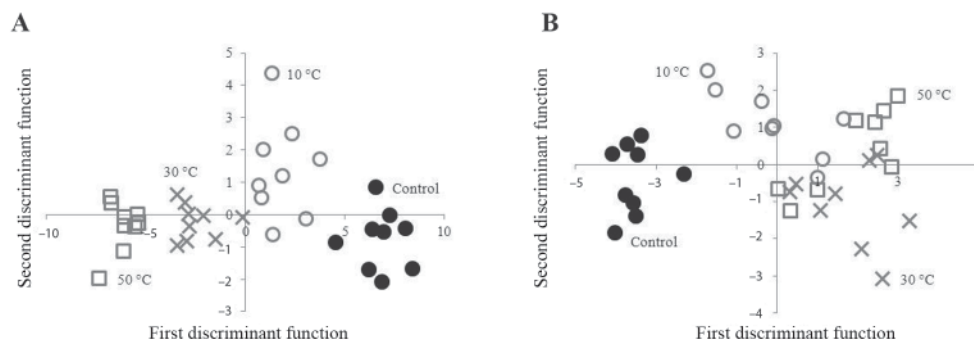 A
Second discriminant function
5
4
3
2
1
0
−1
−2
−3
−10
−5
5
10
10 °C
30 °C
Control
50 °C
First discriminant function
B
Second discriminant function
3
2
1
0
−1
−2
−3
−4
−5
−3
−1
1
3
10 °C
50 °C
Control
30 °C
First discriminant function